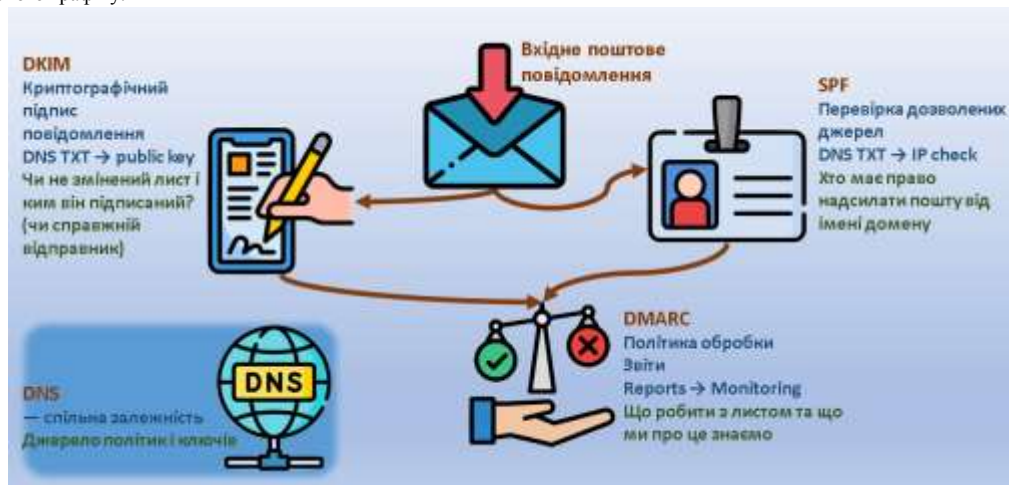 Вхідне поштове
повідомлення
DKIM
Криптографічний
підпис
повідомлення
DNS TXT → public key
Чи не змінений лист і
ким він підписаний?
(чи справжній
відправник)
SPF
Перевірка дозволених
джерел
DNS TXT → IP check
Хто має право
надсилати пошту від
імені домену
DMARC
Політика обробки
Звіти
Reports → Monitoring
Що робити з листом та що
ми про це знаємо
DNS
— спільна залежність
Джерело політик і ключів
DNS